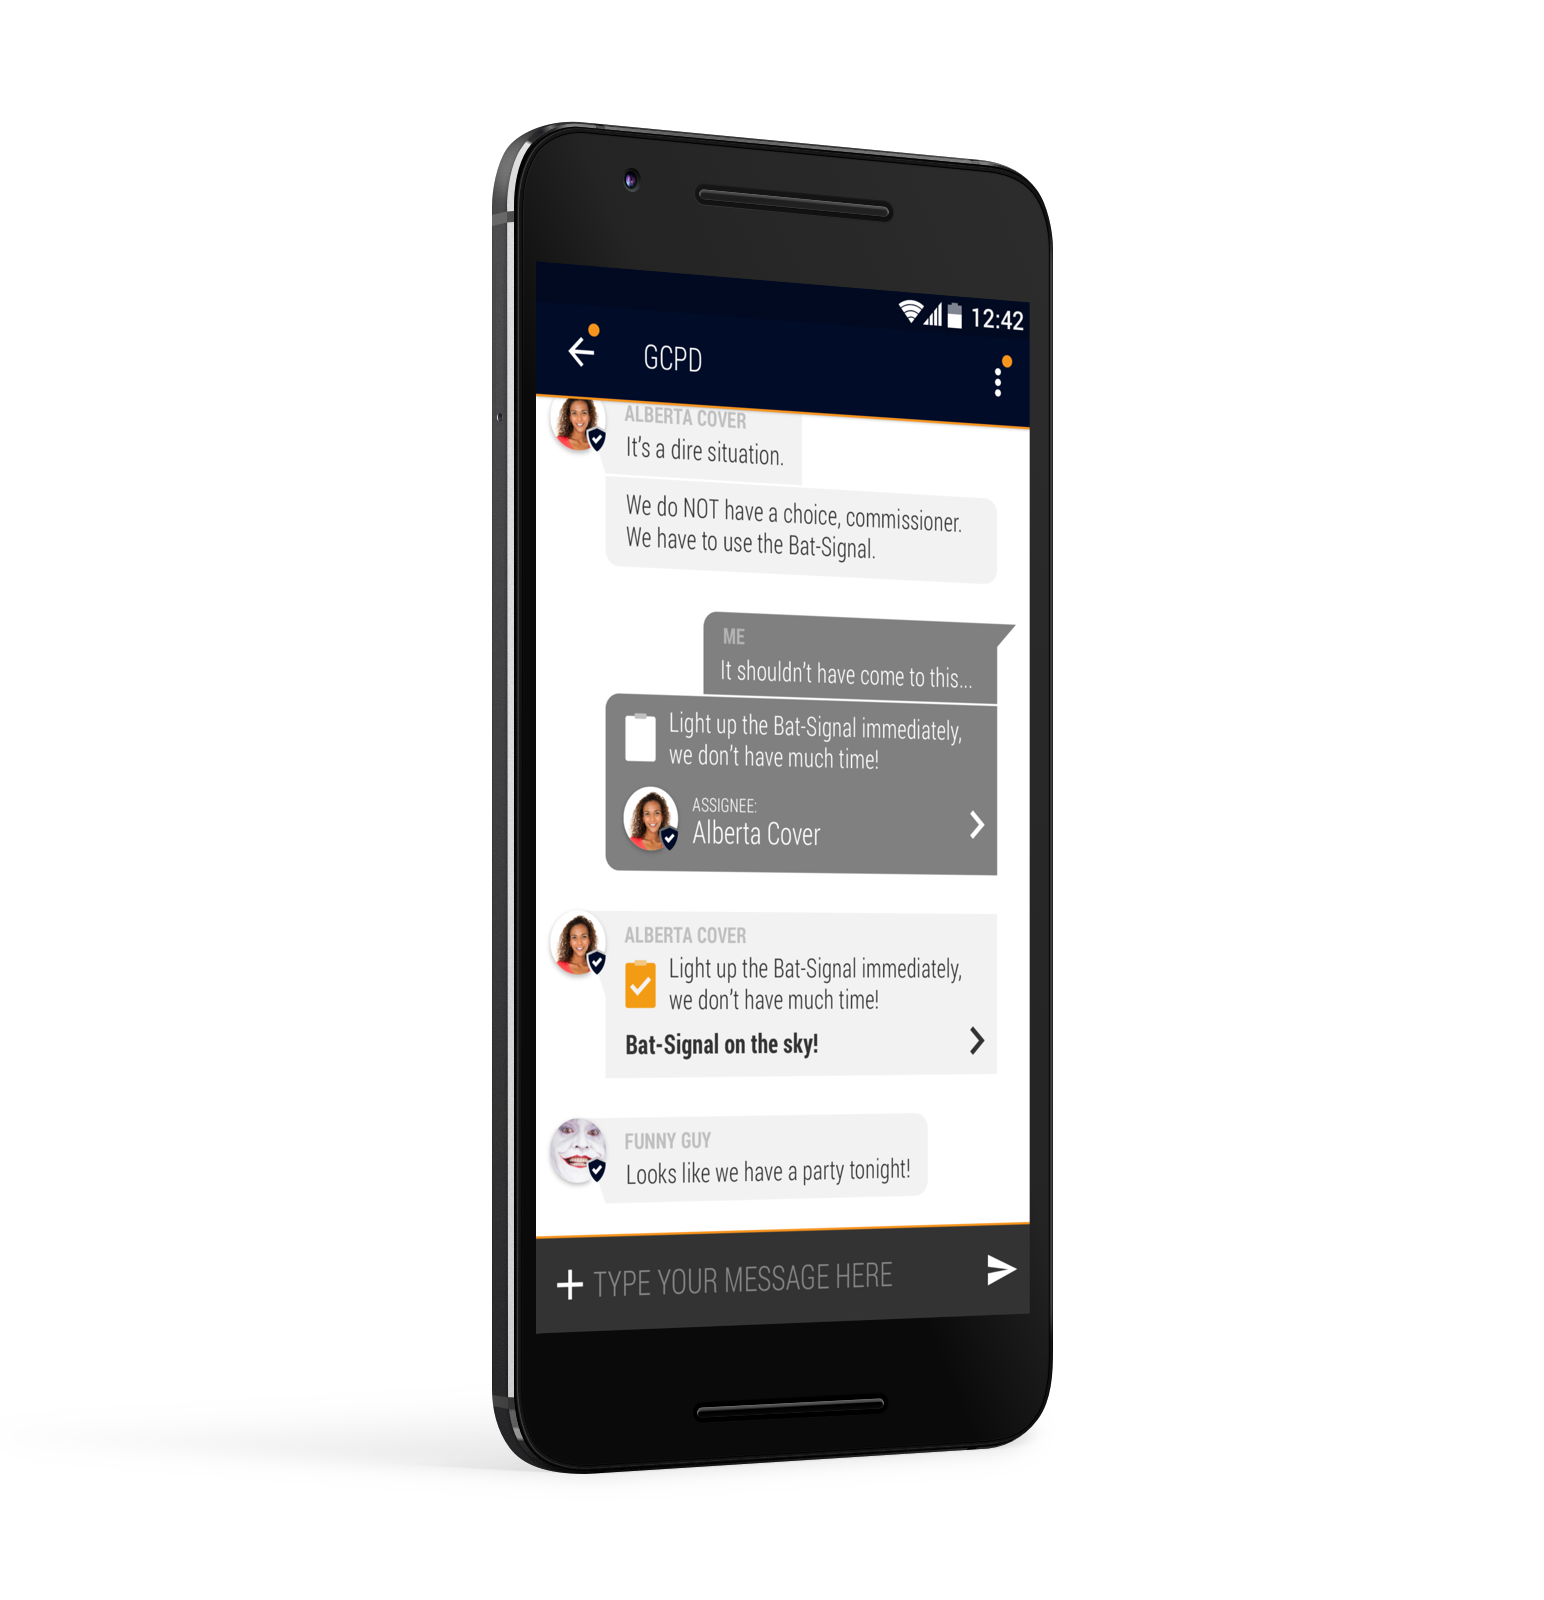 12:42
GCPD
ALBERTA COVER
It's a dire situation.
We do NOT have a choice, commissioner.
We have to use the Bat-Signal.
ME
It shouldn't have come to this...
Light up the Bat-Signal immediately,
we don't have much time!
ASSIGNEE:
Alberta Cover
ALBERTA COVER
Light up the Bat-Signal immediately,
we don't have much time!
Bat-Signal on the sky!
FUNNY GUY
Looks like we have a party tonight!
TYPE YOUR MESSAGE HERE